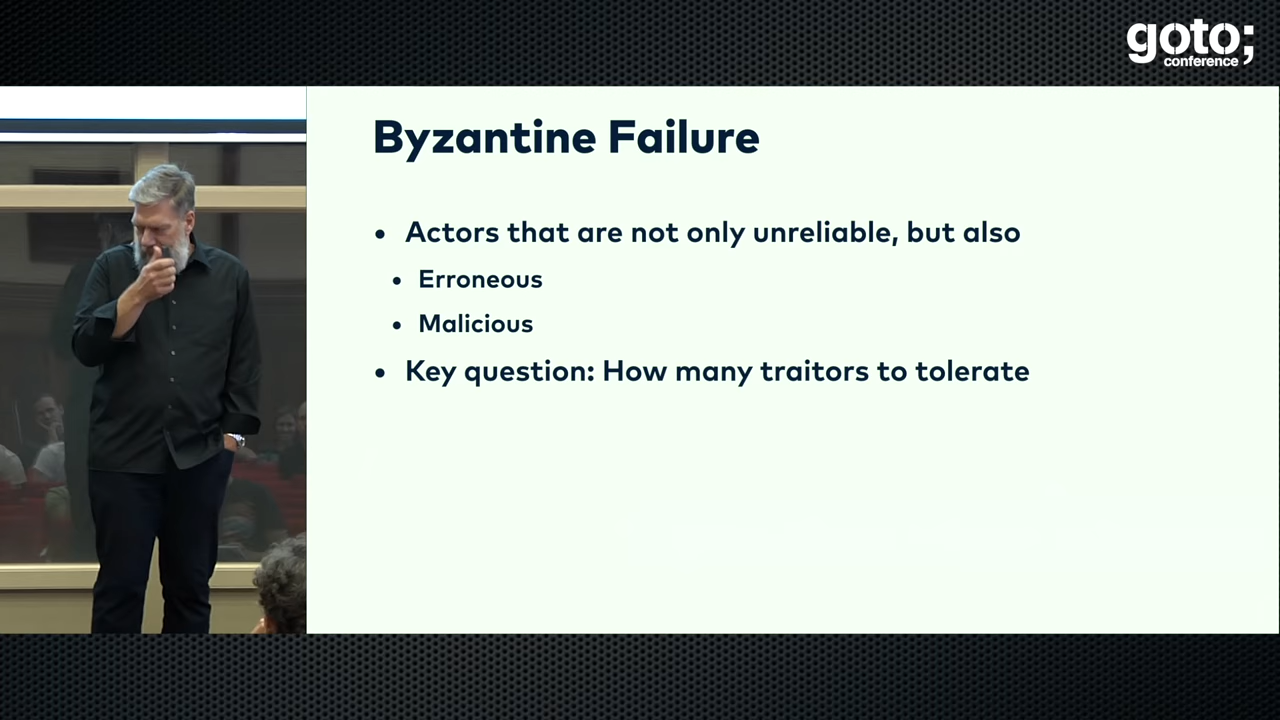 goto;
conference
Byzantine Failure
• Actors that are not only unreliable, but also
• Erroneous
• Malicious
• Key question: How many traitors to tolerate